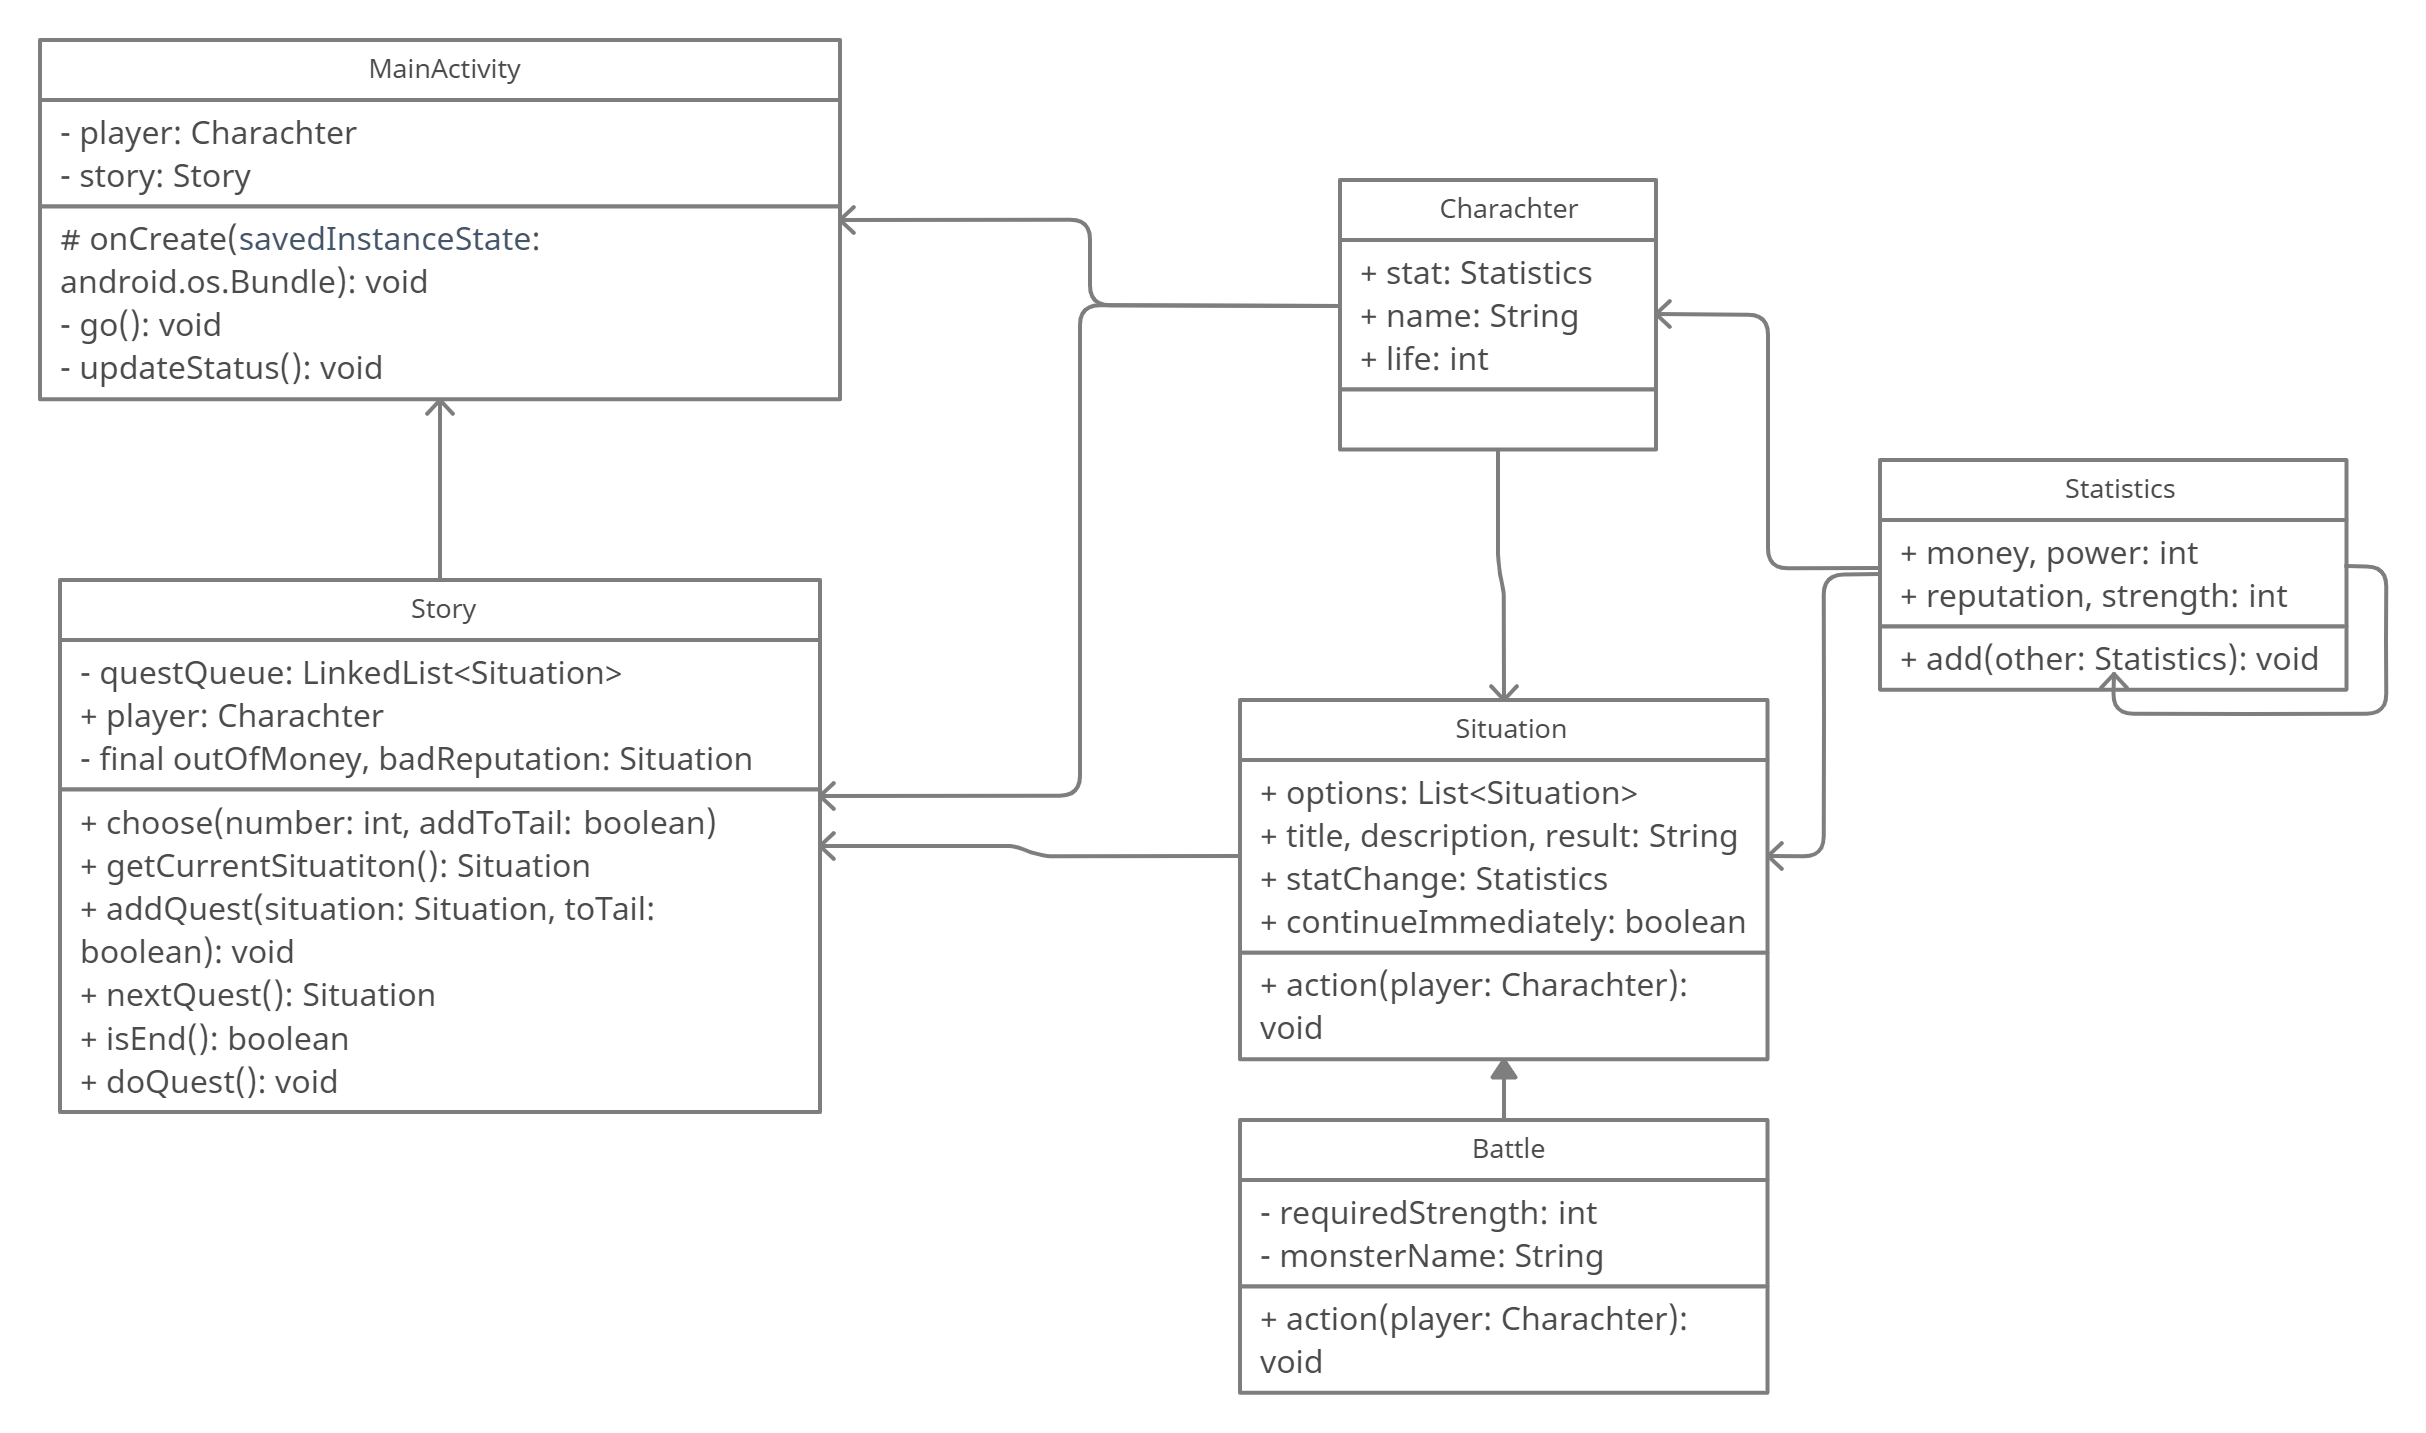 MainActivity
- player: Charachter
- story: Story
# onCreate(savedInstanceState:
android.os.Bundle): void
- go(): void
- updateStatus(): void
Charachter
+ stat: Statistics
+ name: String
+ life: int
Statistics
+ money, power: int
+ reputation, strength: int
+ add(other: Statistics): void
Story
- questQueue: LinkedList<Situation>
+ player: Charachter
- final outOfMoney, badReputation: Situation
+ choose(number: int, addToTail: boolean)
+ getCurrentSituatiton(): Situation
+ addQuest(situation: Situation, toTail:
boolean): void
+ nextQuest(): Situation
+ isEnd(): boolean
+ doQuest(): void
Situation
+ options: List<Situation>
+ title, description, result: String
+ statChange: Statistics
+ continueImmediately: boolean
+ action(player: Charachter):
void
Battle
- requiredStrength: int
- monsterName: String
+ action(player: Charachter):
void